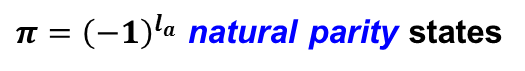 π = (−1)^{l_a} natural parity states